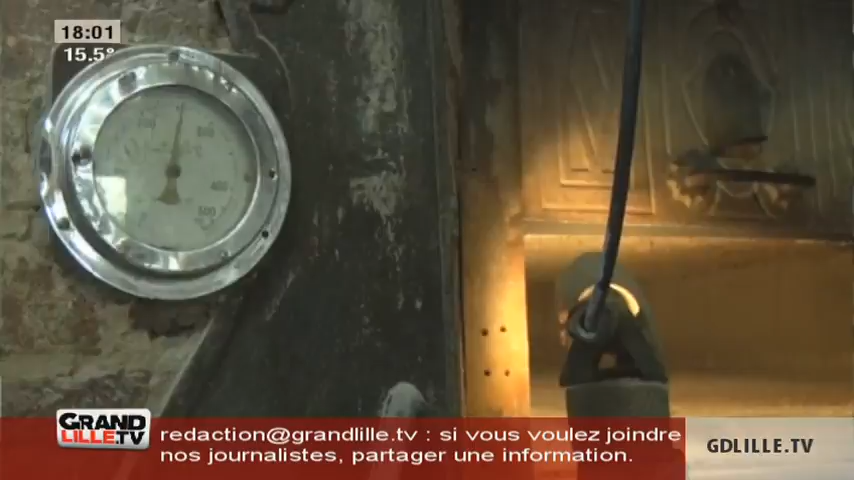 18:01
15.5°
300
400
500
GRAND
LILLE.TV
redaction@grandlille.tv : si vous voulez joindre
nos journalistes, partager une information.
GDLILLE.TV